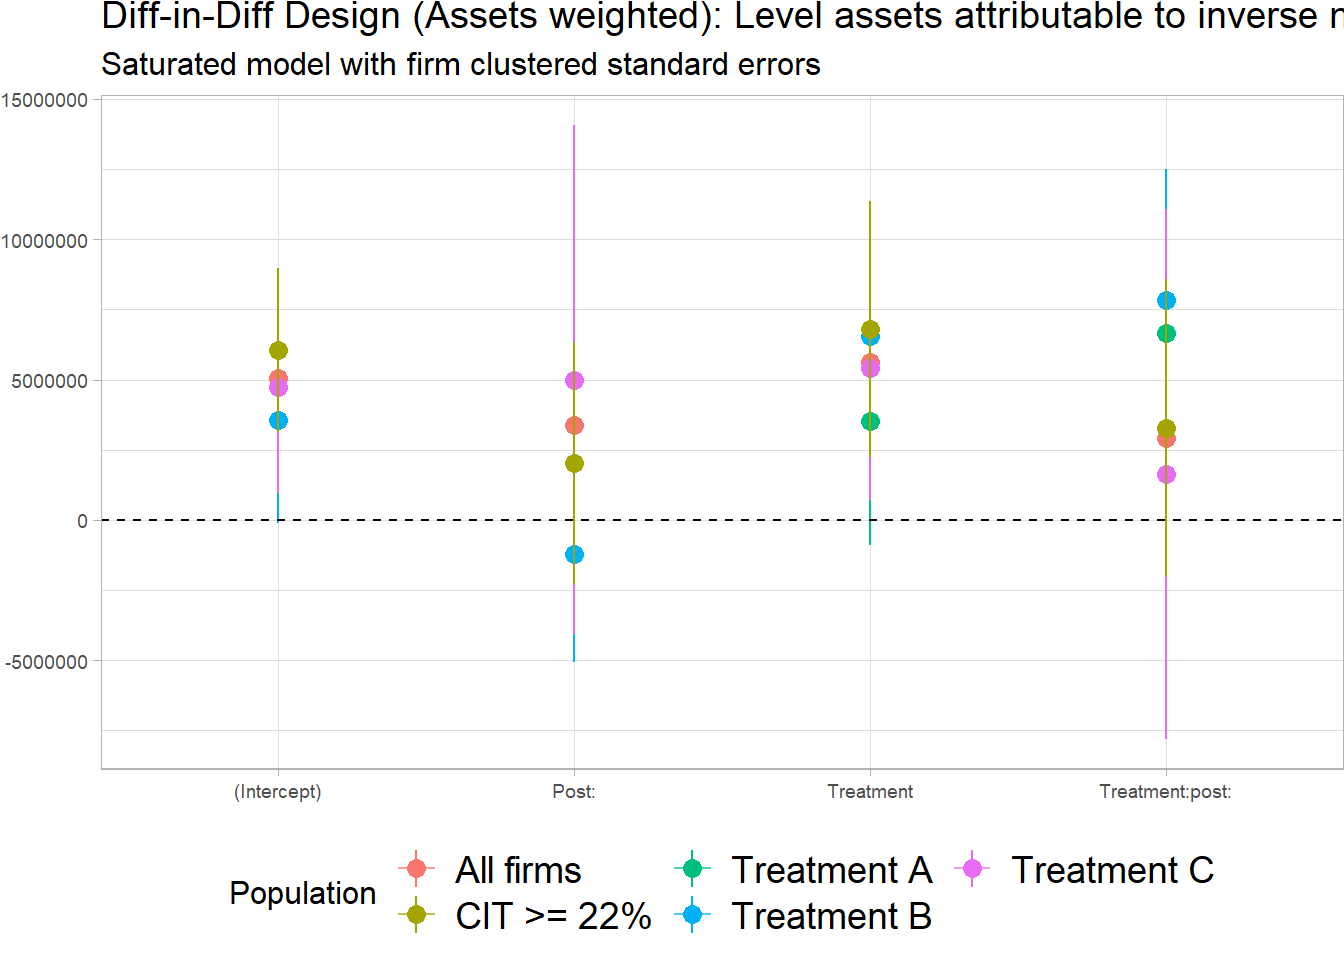 Diff-in-Diff Design (Assets weighted): Level assets attributable to inverse
Saturated model with firm clustered standard errors
15000000
10000000
5000000
0
-5000000
(Intercept) Post: Treatment Treatment:post:
Population
All firms
CIT >= 22%
Treatment A
Treatment B
Treatment C